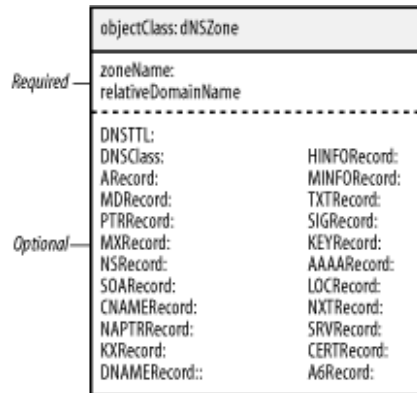 objectClass: dNSZone
Required
zoneName:
relativeDomainName
Optional
DNSTTL:
DNSClass:
ARecord:
MDRecord:
PTRRecord:
MXRecord:
NSRecord:
SOARecord:
CNAMERecord:
NAPTRRecord:
KXRecord:
DNAMERecord::
HINFORecord:
MINFORecord:
TXTRecord:
SIGRecord:
KEYRecord:
AAAARecord:
LOCRecord:
NXTRecord:
SRVRecord:
CERTRecord:
A6Record: